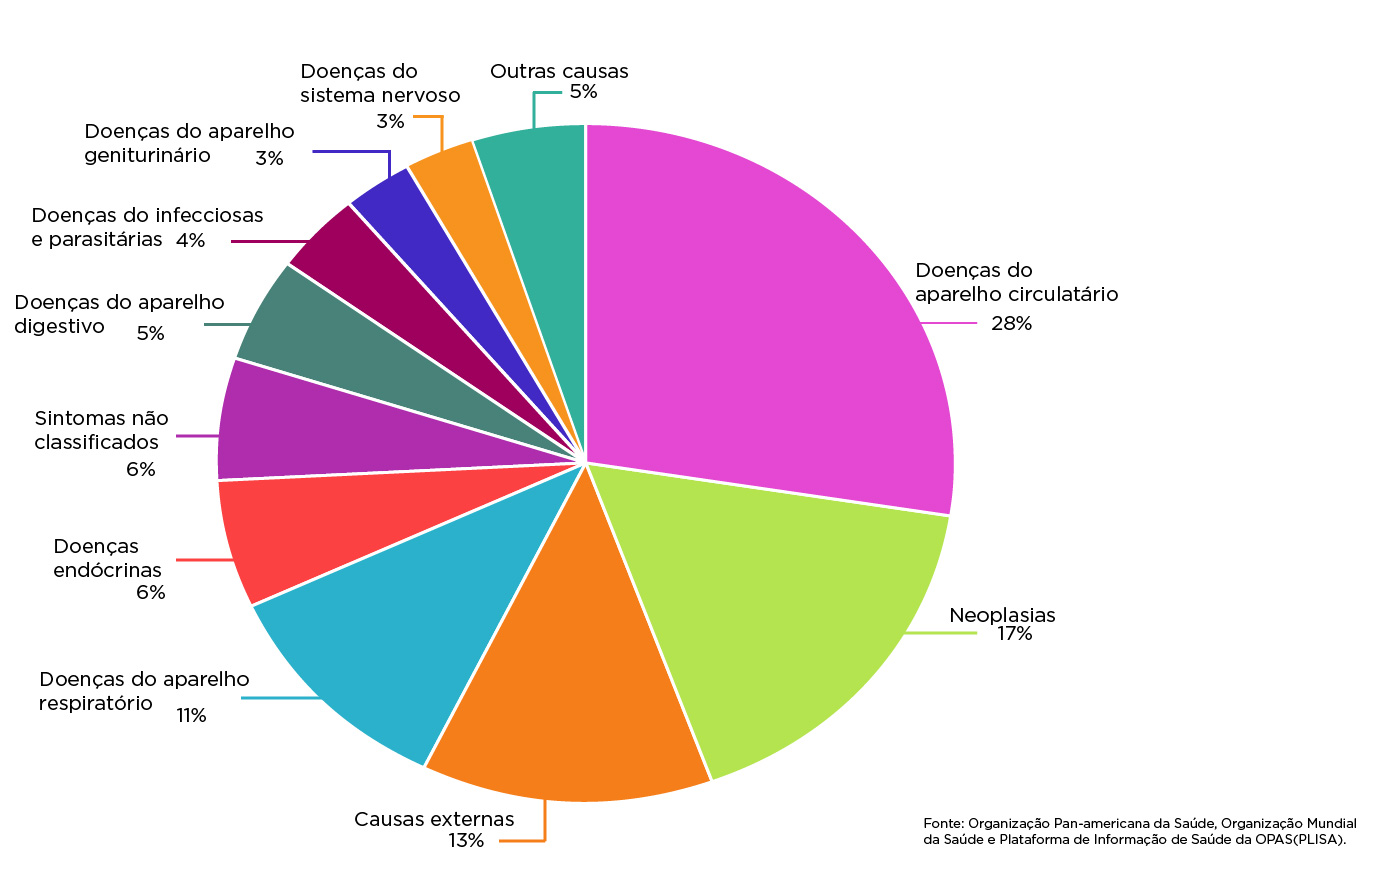 Doenças do
sistema nervoso
3%
Outras causas
5%
Doenças do aparelho
geniturinário 3%
Doenças do infecciosas
e parasitárias 4%
Doenças do aparelho
digestivo 5%
Sintomas não
classificados
6%
Doenças
endócrinas
6%
Doenças do aparelho
respiratório 11%
Causas externas
13%
Doenças do
aparelho circulatário
28%
Neoplasias
17%
Fonte: Organização Pan-americana da Saúde, Organização Mundial
da Saúde e Plataforma de Informação de Saúde da OPAS(PLISA).